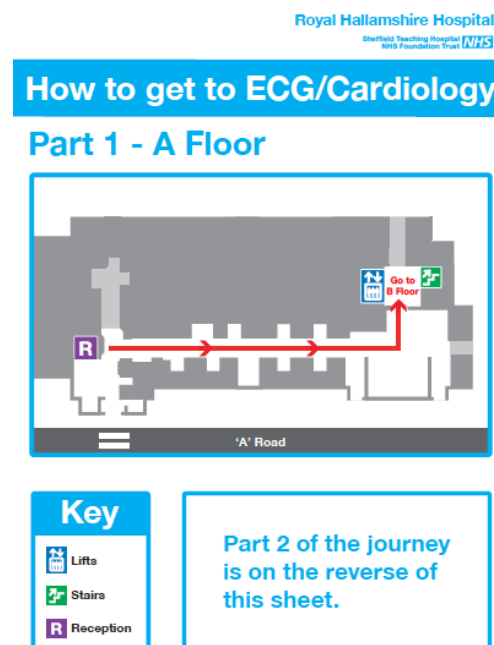 Royal Hallamshire Hospital
Sheffield Teaching Hospital NHS
NHS Foundation Trust
How to get to ECG/Cardiology
Part 1 - A Floor
Go to
B Floor
R
'A' Road
Key
Lifts
Stairs
R Reception
Part 2 of the journey
is on the reverse of
this sheet.